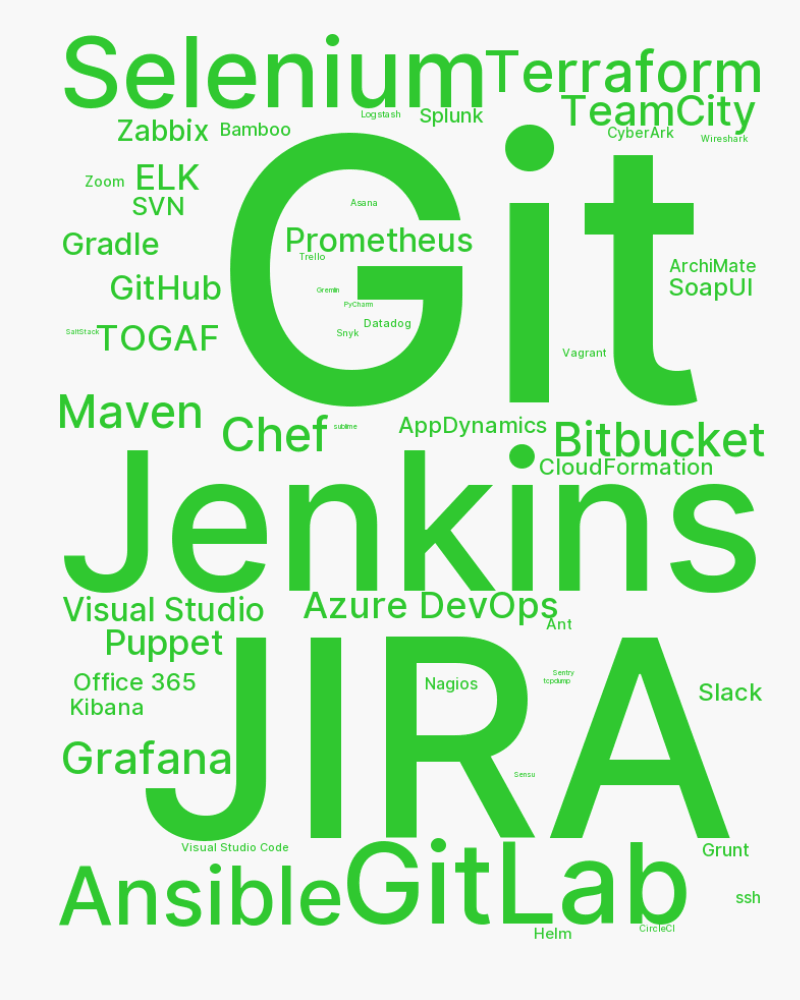 Selenium
Terraform
TeamCity
Logstash
Splunk
Zabbix
Bamboo
CyberArk
Wireshark
Git
Zoom
ELK
SVN
Asana
Gradle
Prometheus
Trello
ArchiMate
GitHub
SoapUI
Gremlin
PyCharm
Datadog
SaltStack
TOGAF
Snyk
Vagrant
Maven
Chef
sublime
AppDynamics
Bitbucket
CloudFormation
Jenkins
Visual Studio
Azure DevOps
Ant
Puppet
JIRA
Sentry
tcpdump
Office 365
Nagios
Slack
Kibana
Grafana
Sensu
Visual Studio Code
Grunt
Ansible
GitLab
ssh
Helm
CircleCI